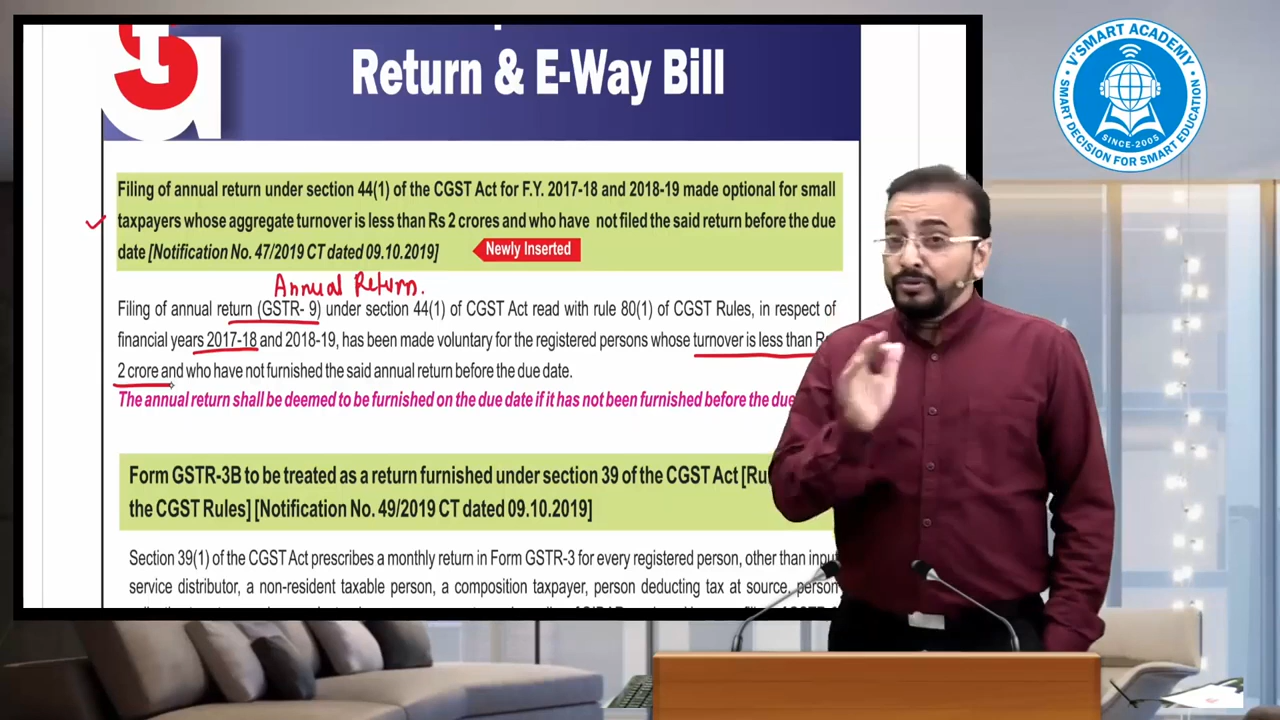 Return & E-Way Bill
V'SMART ACADEMY
SINCE-2005
SMART DECISION FOR SMART EDUCATION
Filing of annual return under section 44(1) of the CGST Act for F.Y. 2017-18 and 2018-19 made optional for small
taxpayers whose aggregate turnover is less than Rs 2 crores and who have not filed the said return before the due
date [Notification No. 47/2019 CT dated 09.10.2019]
Newly Inserted
Annual Return.
Filing of annual return (GSTR- 9) under section 44(1) of CGST Act read with rule 80(1) of CGST Rules, in respect of
financial years 2017-18 and 2018-19, has been made voluntary for the registered persons whose turnover is less than
2 crore and who have not furnished the said annual return before the due date.
The annual return shall be deemed to be furnished on the due date if it has not been furnished before the due
Form GSTR-3B to be treated as a return furnished under section 39 of the CGST Act
the CGST Rules] [Notification No. 49/2019 CT dated 09.10.2019]
Section 39(1) of the CGST Act prescribes a monthly return in Form GSTR-3 for every registered person, other than input
service distributor, a non-resident taxable person, a composition taxpayer, person deducting tax at source, person